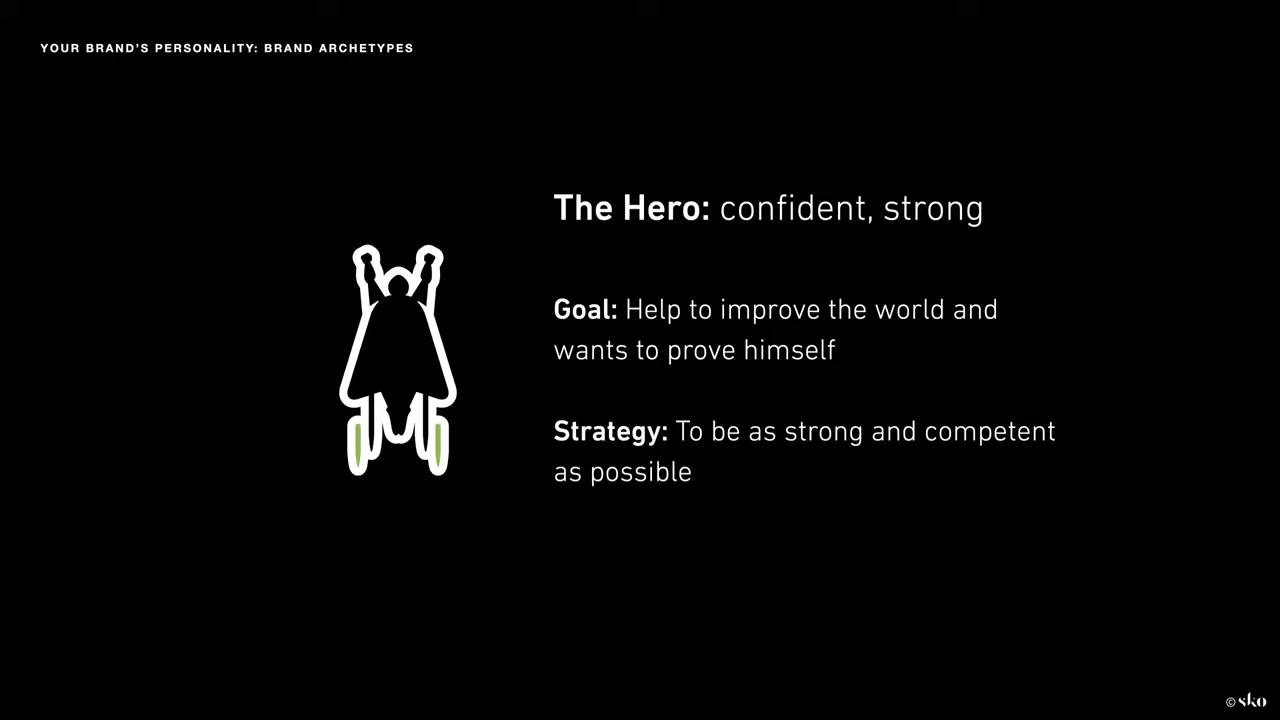 YOUR BRAND’S PERSONALITY: BRAND ARCHETYPES
The Hero: confident, strong
Goal: Help to improve the world and
wants to prove himself
Strategy: To be as strong and competent
as possible
© sko